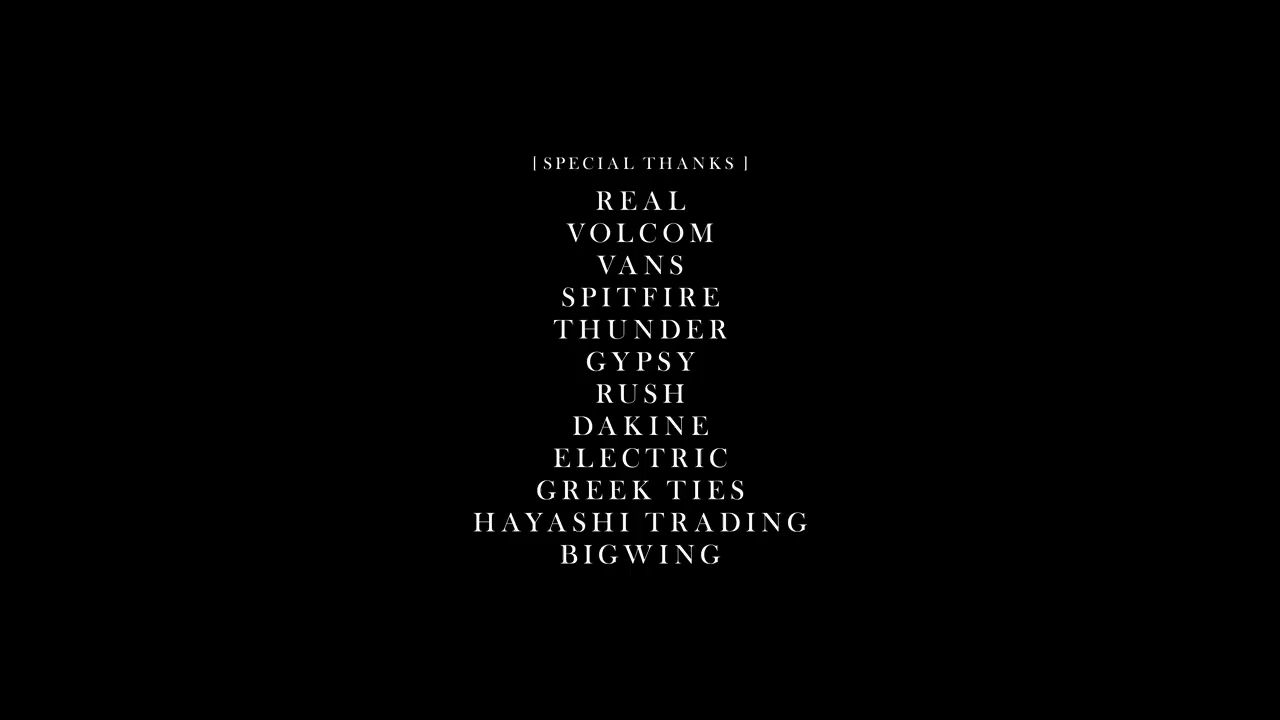 [SPECIAL THANKS]
REAL
VOLCOM
VANS
SPITFIRE
THUNDER
GYPSY
RUSH
DAKINE
ELECTRIC
GREEK TIES
HAYASHI TRADING
BIGWING